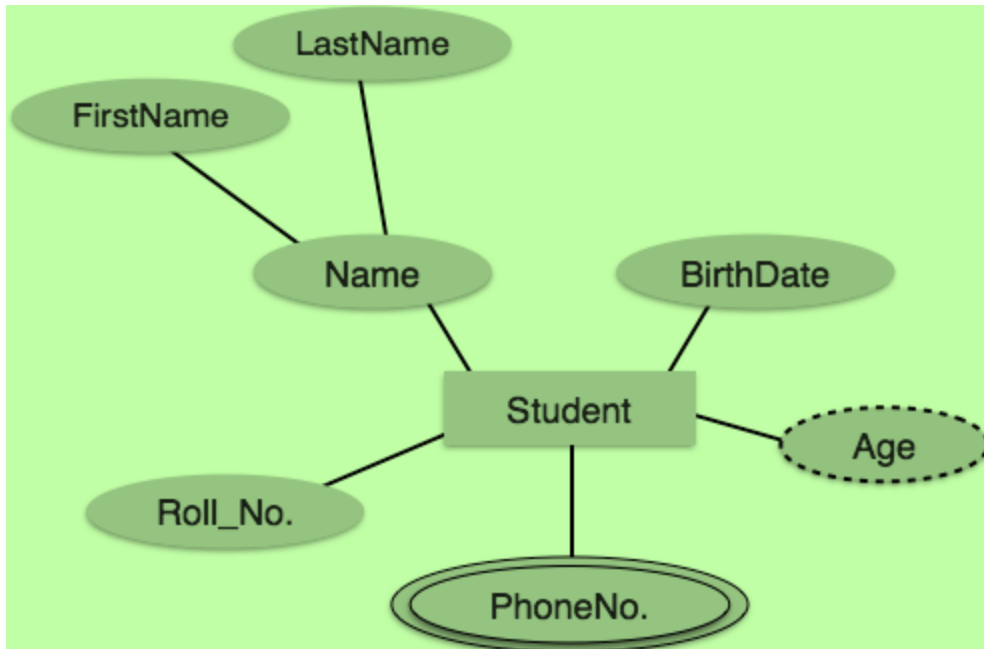 LastName
FirstName
Name
BirthDate
Student
Age
Roll_No.
PhoneNo.